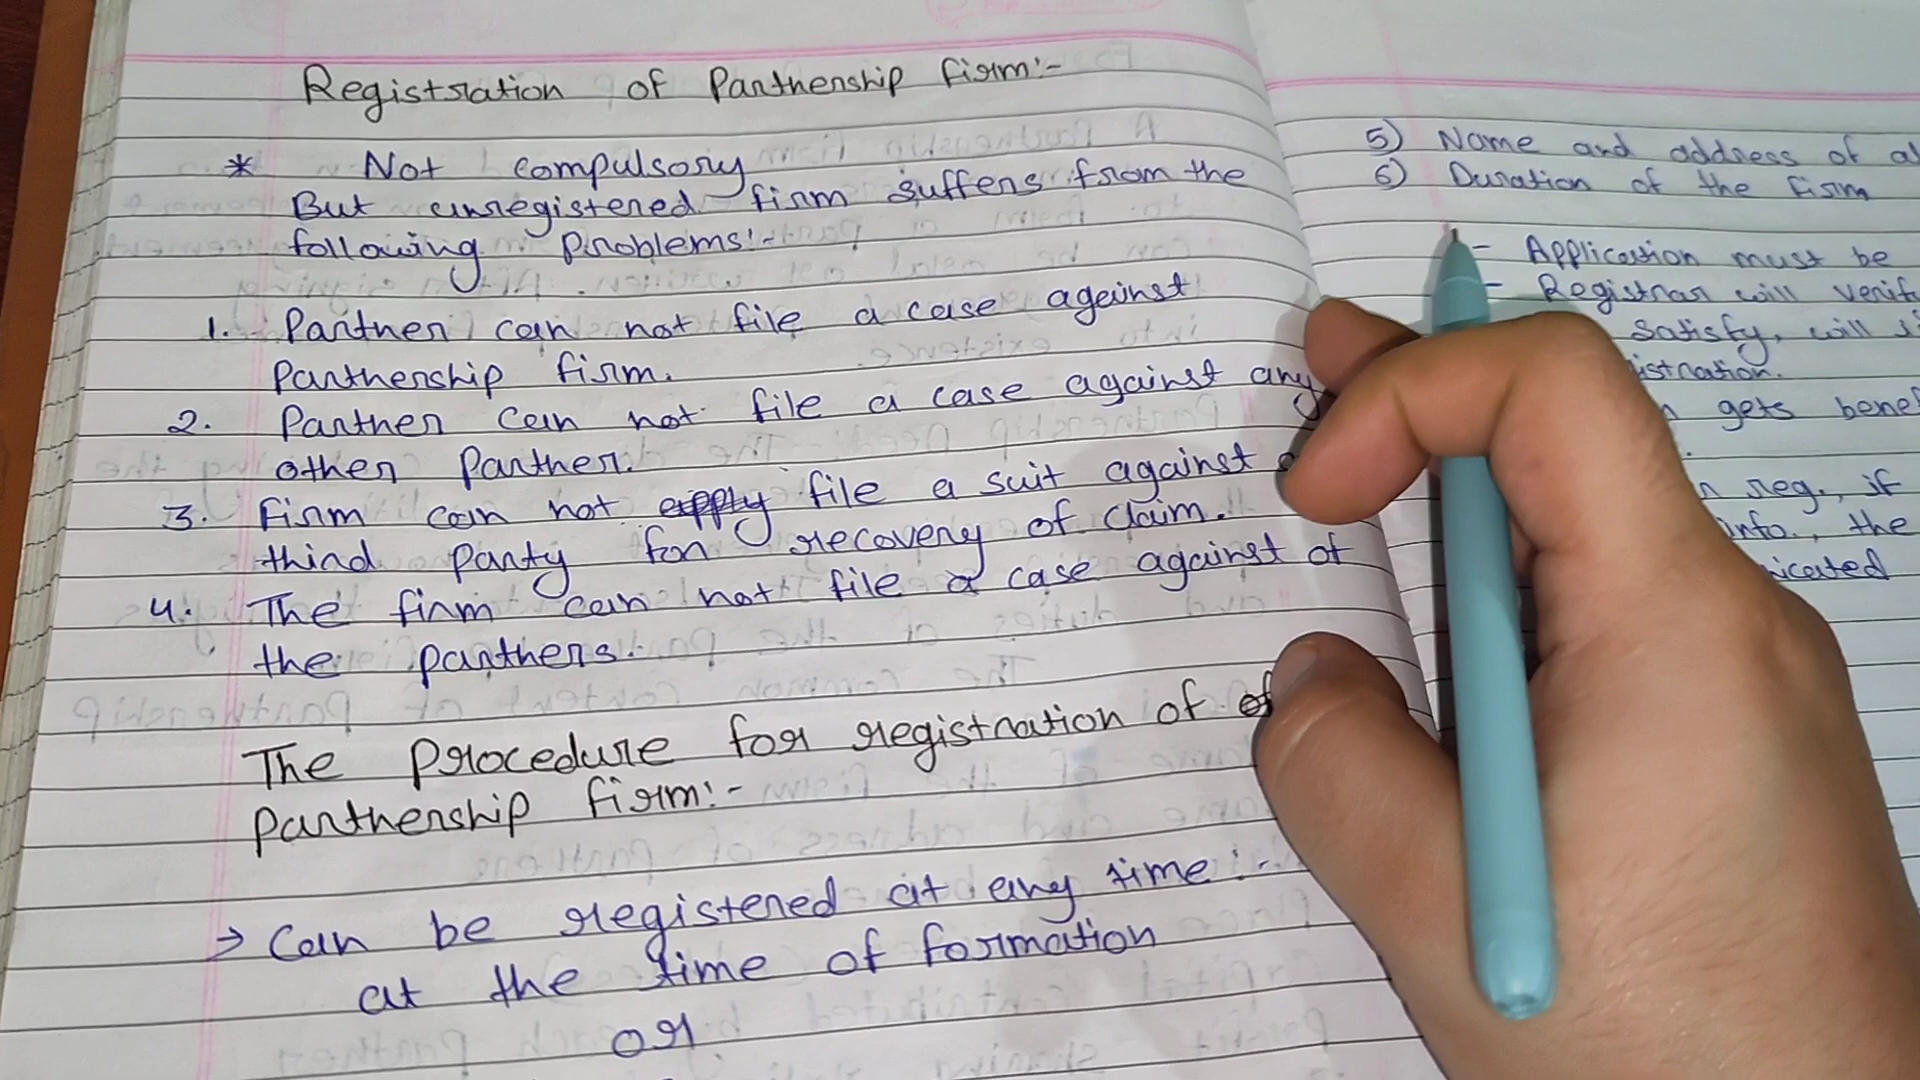 Registration of Partnership firm:-
* Not compulsory
But unregistered firm suffers from the
following problems:-
1. Partner can not file a case against
Partnership firm.
2. Partner can not file a case against any
other Partner.
3. Firm can not apply file a suit against
third party for recovery of claim.
4. The firm can not file a case against of
the partners.
The procedure for registration of of
partnership firm:-
→ Can be registered at any time:-
at the time of formation
or
5) Name and address of
6) Duration of the firm
- Application must be
- Registrar will
satisfy, will
gets
reg., if
info., the